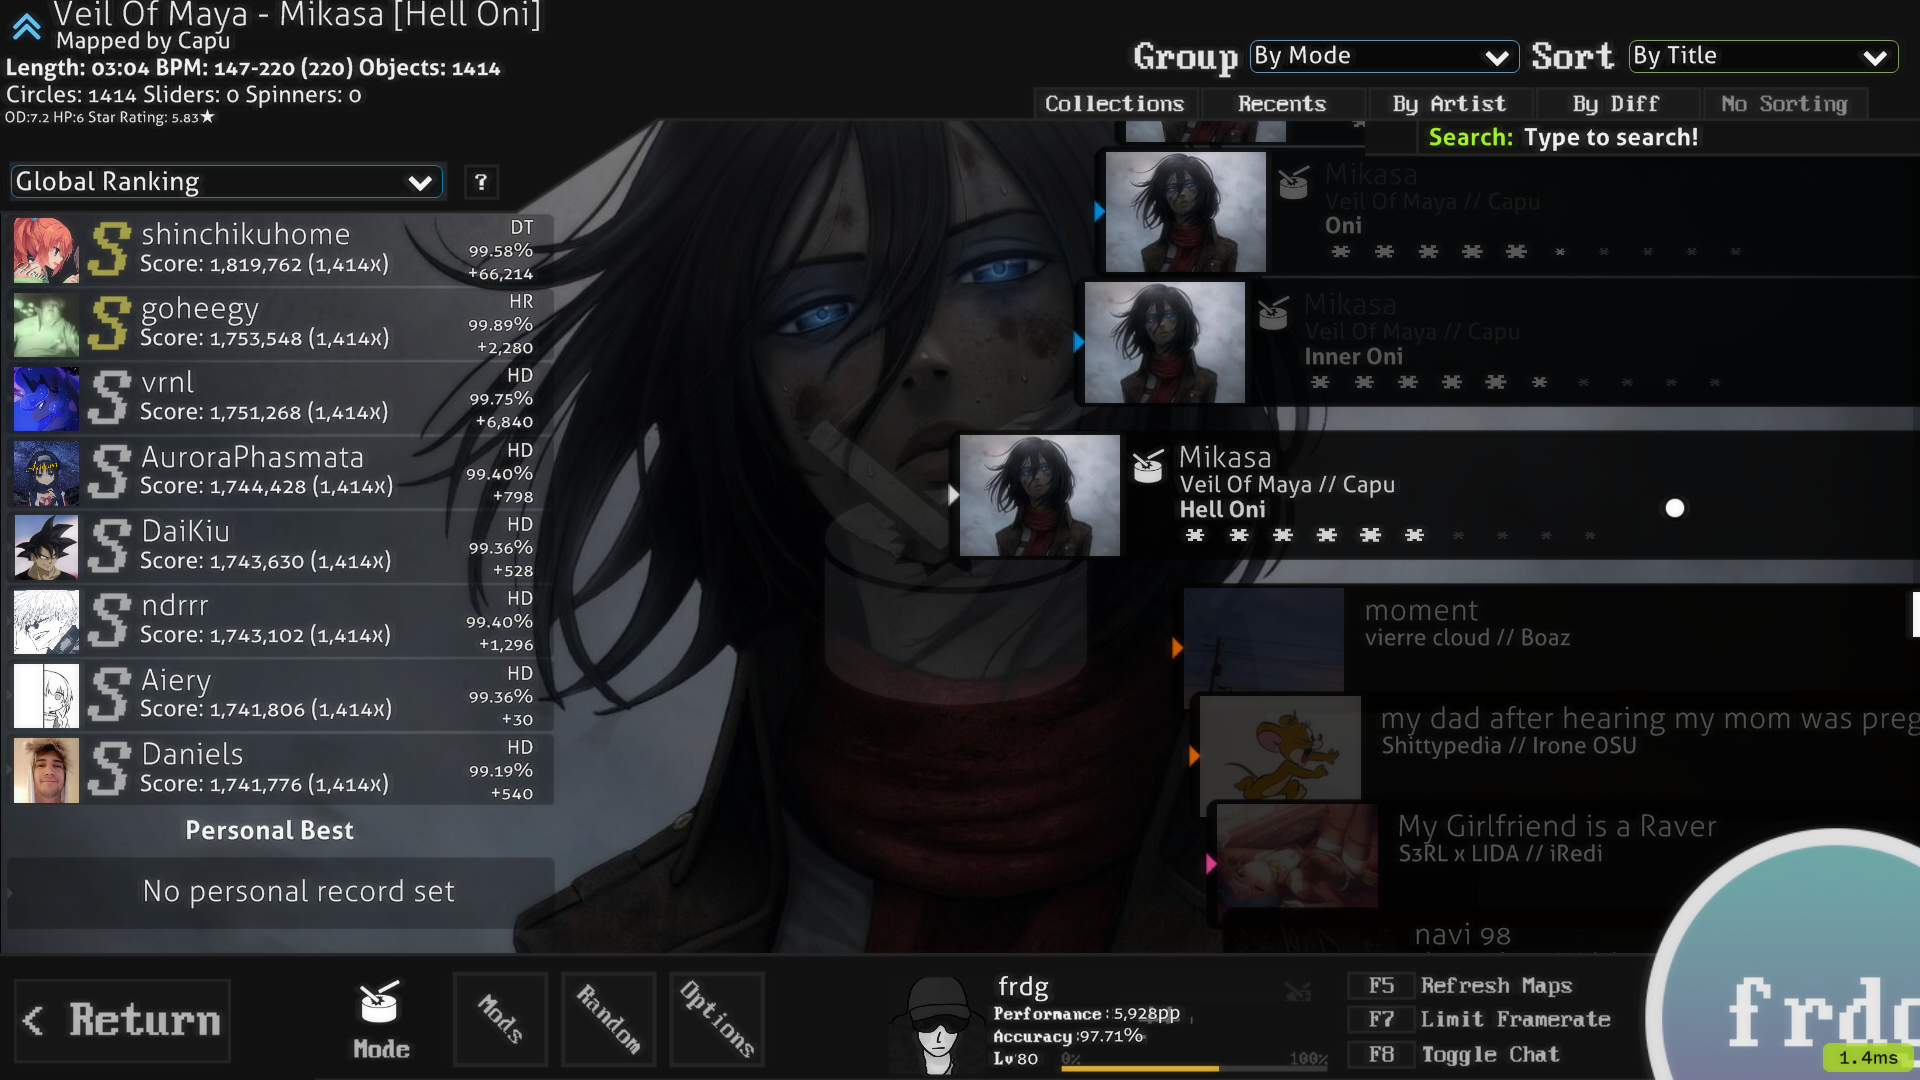 Veil Of Maya - Mikasa [Hell Oni]
Mapped by Capu
Length: 03:04 BPM: 147-220 (220) Objects: 1414
Circles: 1414 Sliders: 0 Spinners: 0
OD:7.2 HP:6 Star Rating: 5.83★
Group By Mode Sort By Title
Collections Recents By Artist By Diff No Sorting
Search: Type to search!
Global Ranking ?
shinchikuhome DT
99.58%
Score: 1,819,762 (1,414x) +66,214
goheegy HR
99.89%
Score: 1,753,548 (1,414x) +2,280
vrnl HD
99.75%
Score: 1,751,268 (1,414x) +6,840
AuroraPhasmata HD
99.40%
Score: 1,744,428 (1,414x) +798
DaiKiu HD
99.36%
Score: 1,743,630 (1,414x) +528
ndrrr HD
99.40%
Score: 1,743,102 (1,414x) +1,296
Aiery HD
99.36%
Score: 1,741,806 (1,414x) +30
Daniels HD
99.19%
Score: 1,741,776 (1,414x) +540
Personal Best
No personal record set
Mikasa
Veil Of Maya // Capu
Oni
Mikasa
Veil Of Maya // Capu
Inner Oni
Mikasa
Veil Of Maya // Capu
Hell Oni
moment
vierre cloud // Boaz
my dad after hearing my mom was preg
Shittypedia // Irone OSU
My Girlfriend is a Raver
S3RL x LIDA // iRedi
navi 98
< Return
Mode
Mods
Random
Options
frdg
Performance: 5,928pp
Accuracy:97.71%
Lv80 0% 100%
F5 Refresh Maps
F7 Limit Framerate
F8 Toggle Chat
frdg
1.4ms